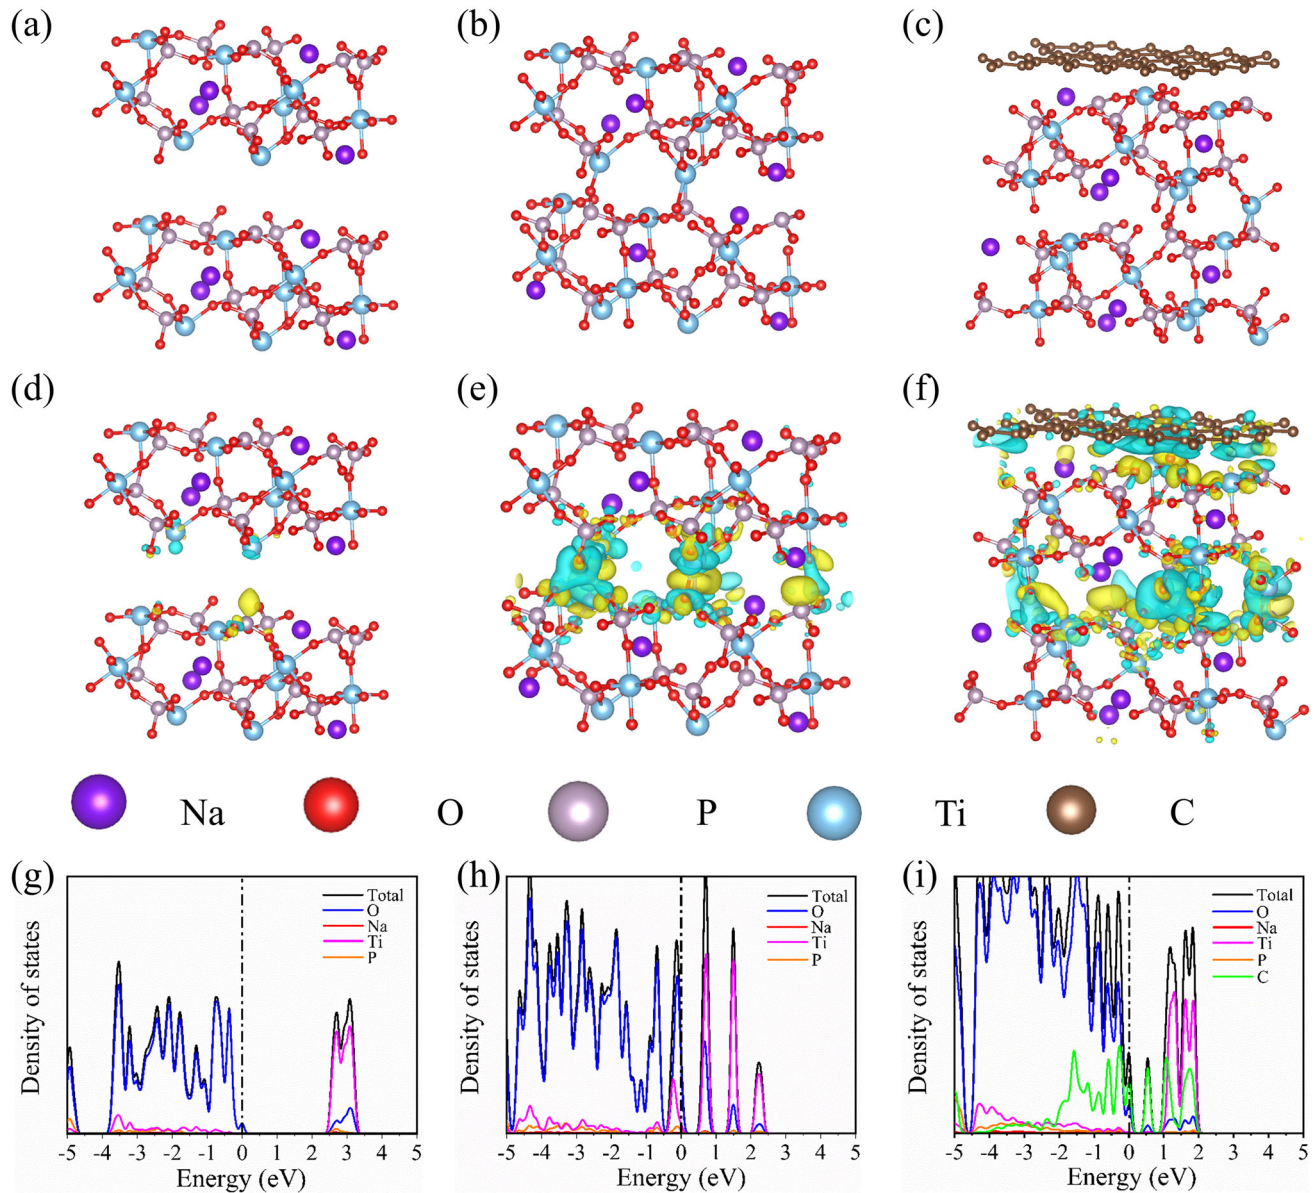 (a)
(b)
(c)
(d)
(e)
(f)
Na
O
P
Ti
C
(g)
Density of states
Total
O
Na
Ti
P
-5 -4 -3 -2 -1 0 1 2 3 4 5
Energy (eV)
(h)
Density of states
Total
O
Na
Ti
P
-5 -4 -3 -2 -1 0 1 2 3 4 5
Energy (eV)
(i)
Density of states
Total
O
Na
Ti
P
C
-5 -4 -3 -2 -1 0 1 2 3 4 5
Energy (eV)